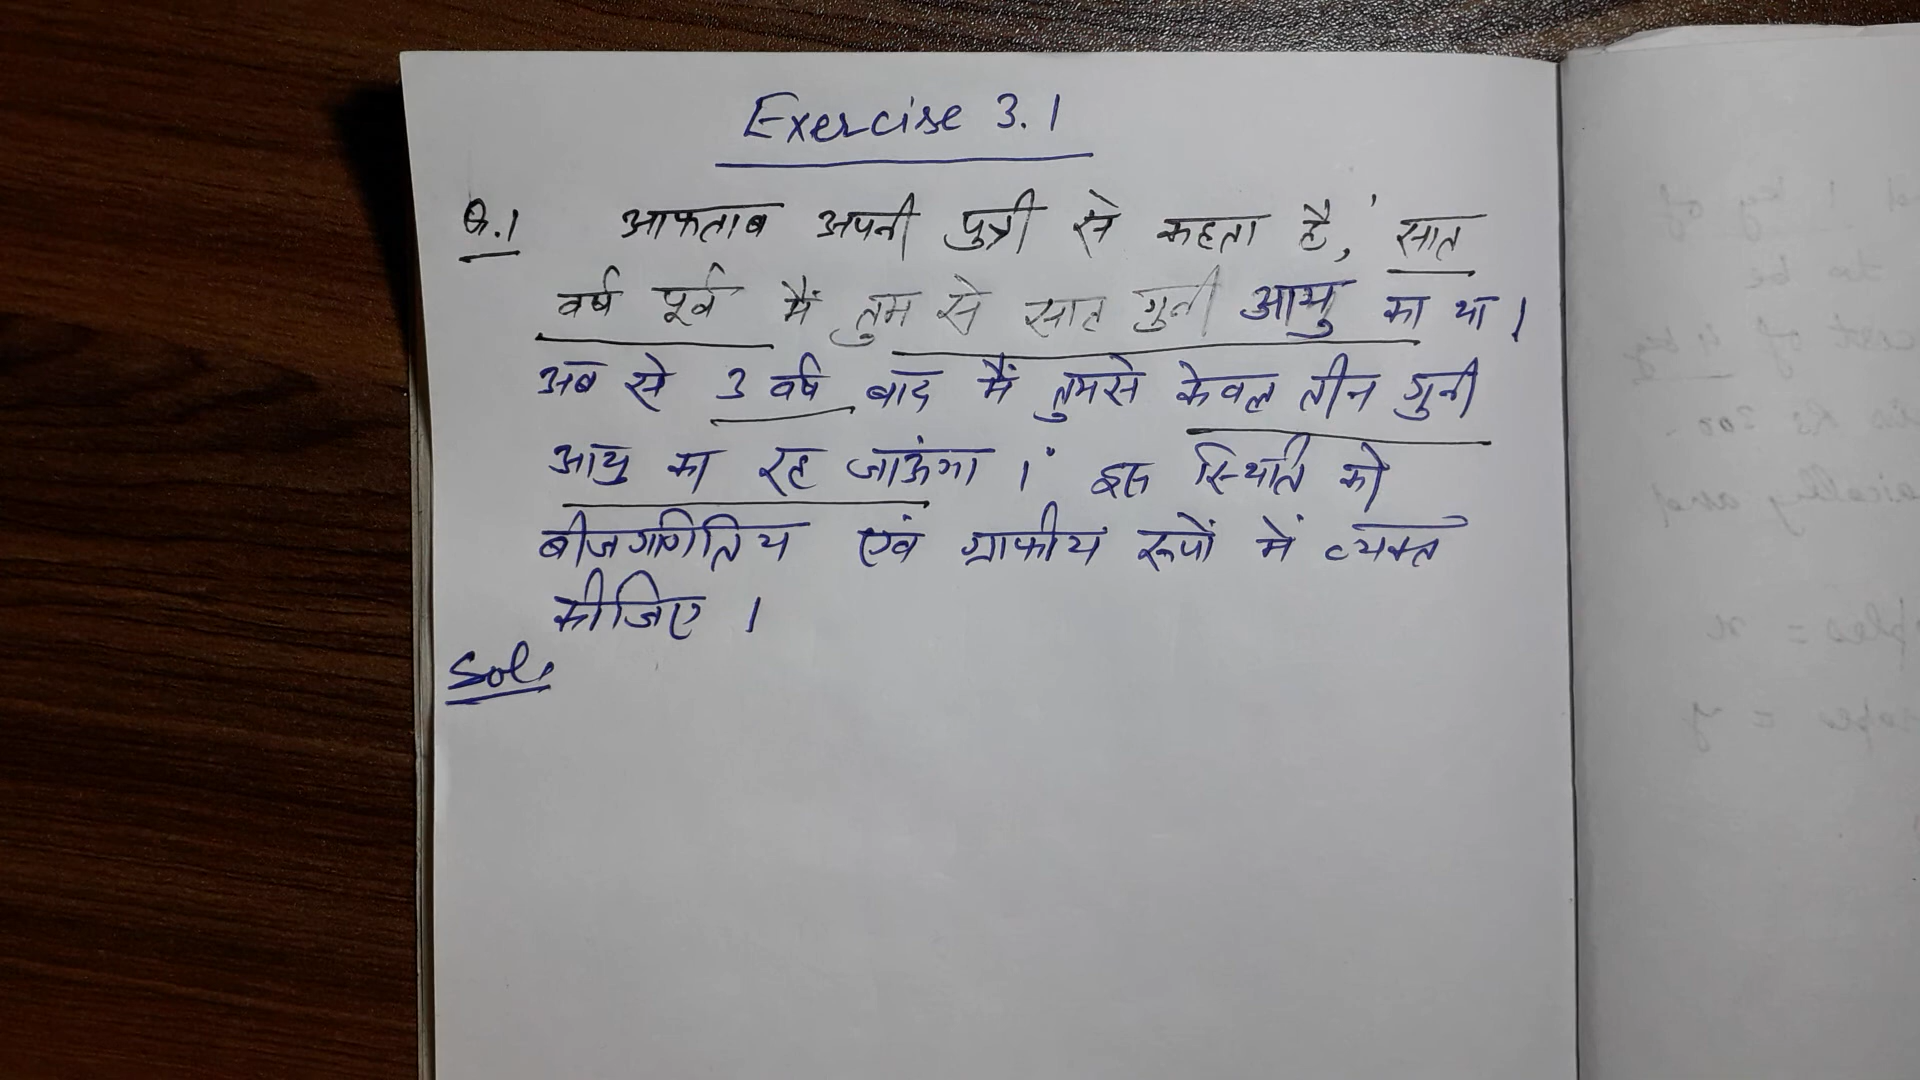 Exercise 3.1
Q.1 आफताब अपनी पुत्री से कहता है, 'सात
वर्ष पूर्व मैं तुम से सात गुनी आयु का था ।
अब से 3 वर्ष बाद मैं तुमसे केवल तीन गुनी
आयु का रह जाऊंगा ।' इस स्थिति को
बीजगणितिय एवं ग्राफीय रूपों में व्यक्त
कीजिए ।
Sol.